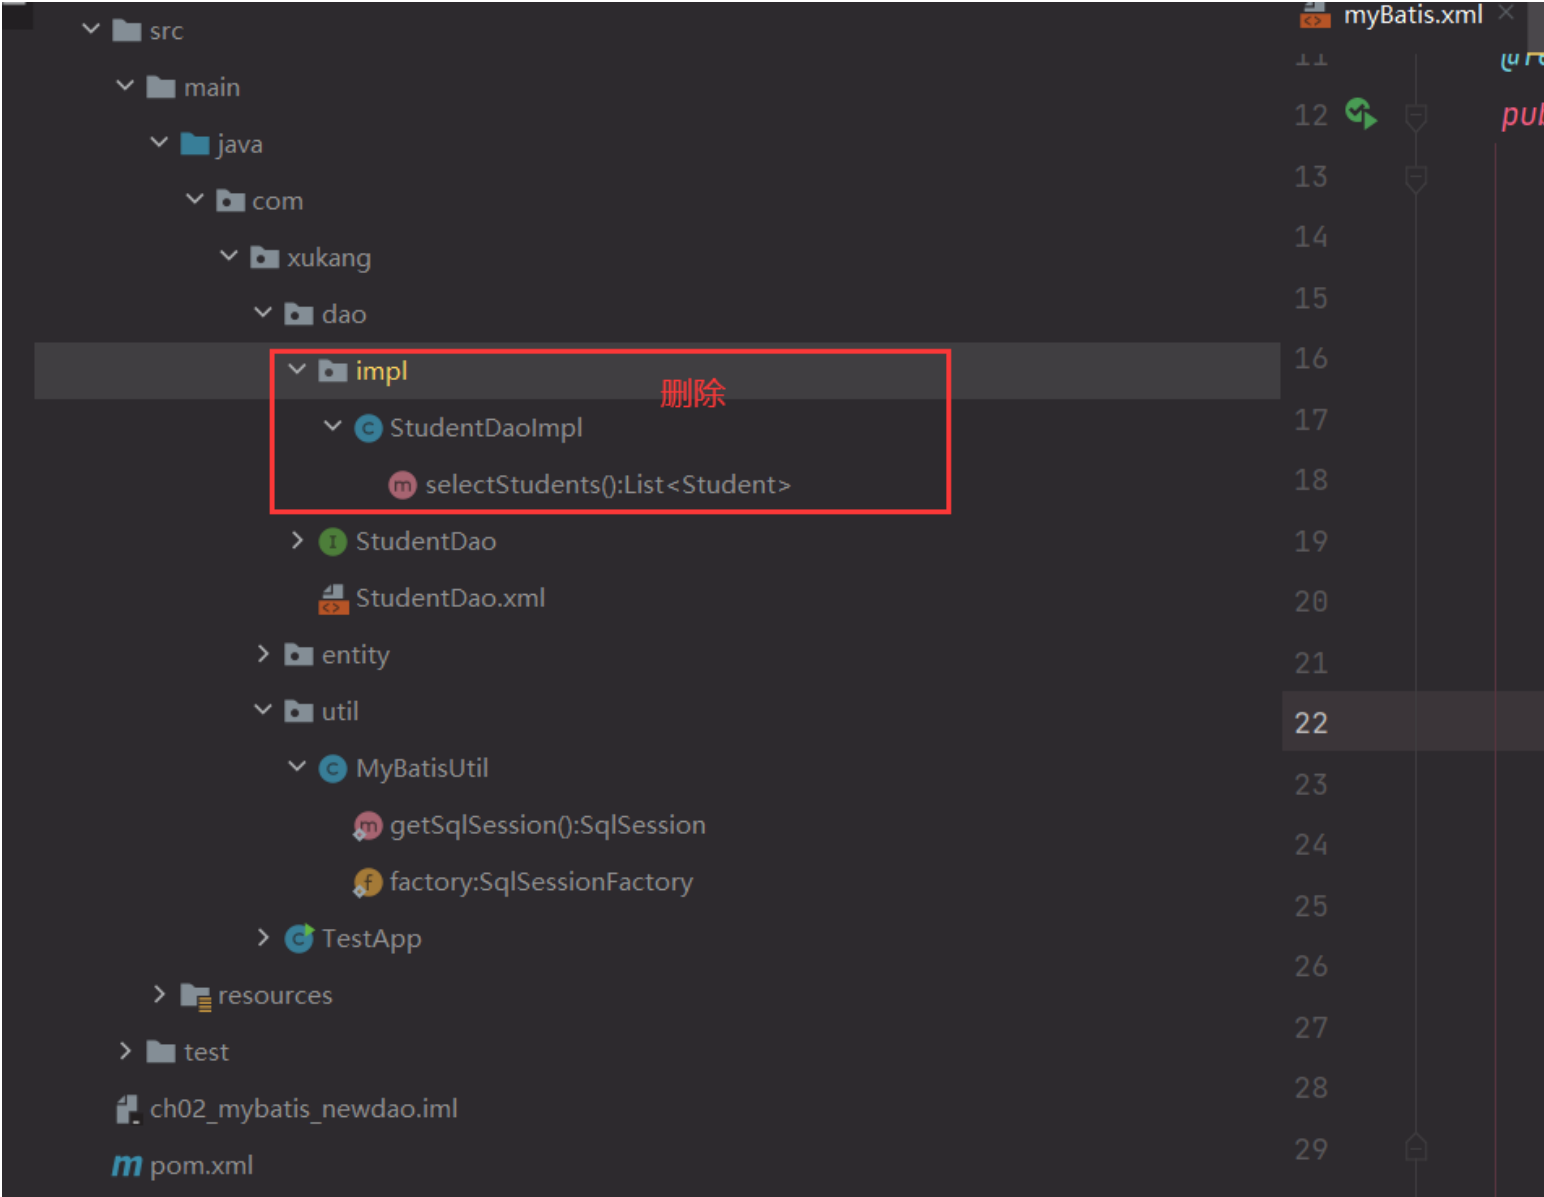 src
main
java
com
xukang
dao
impl
删除
StudentDaoImpl
selectStudents():List<Student>
StudentDao
StudentDao.xml
entity
util
MyBatisUtil
getSqlSession():SqlSession
factory:SqlSessionFactory
TestApp
resources
test
ch02_mybatis_newdao.iml
pom.xml
myBatis.xml
11
12 pub
13
14
15
16
17
18
19
20
21
22
23
24
25
26
27
28
29